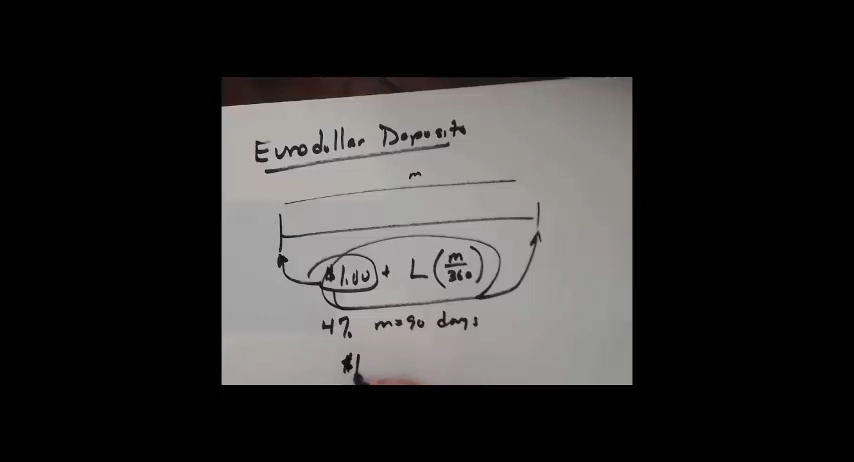 Eurodollar Deposits
m
$1.00 + L(m/360)
4% m=90 days
$1